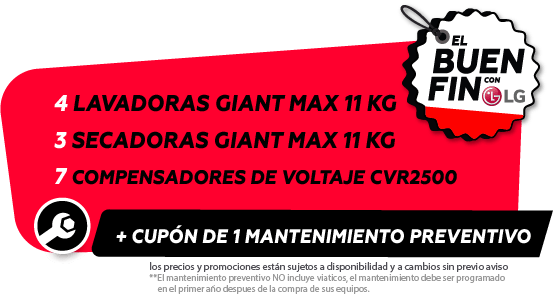 EL
BUEN
FIN CON
LG
4 LAVADORAS GIANT MAX 11 KG
3 SECADORAS GIANT MAX 11 KG
7 COMPENSADORES DE VOLTAJE CVR2500
+ CUPÓN DE 1 MANTENIMIENTO PREVENTIVO
los precios y promociones están sujetos a disponibilidad y a cambios sin previo aviso
**El mantenimiento preventivo NO incluye viaticos, el mantenimiento debe ser programado
en el primer año despues de la compra de sus equipos.